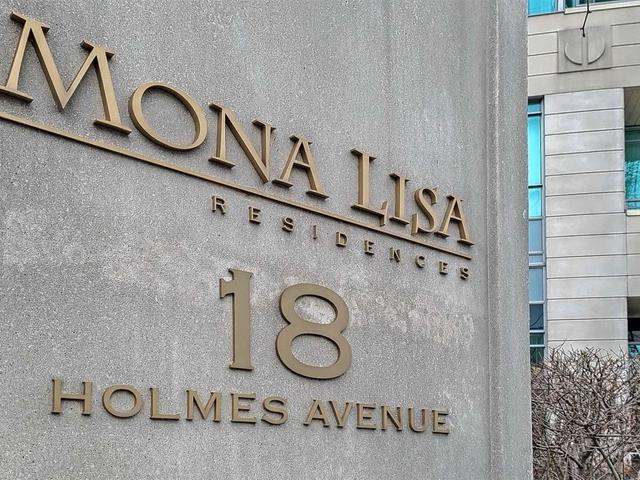 MONA LISA
RESIDENCES
18
HOLMES AVENUE